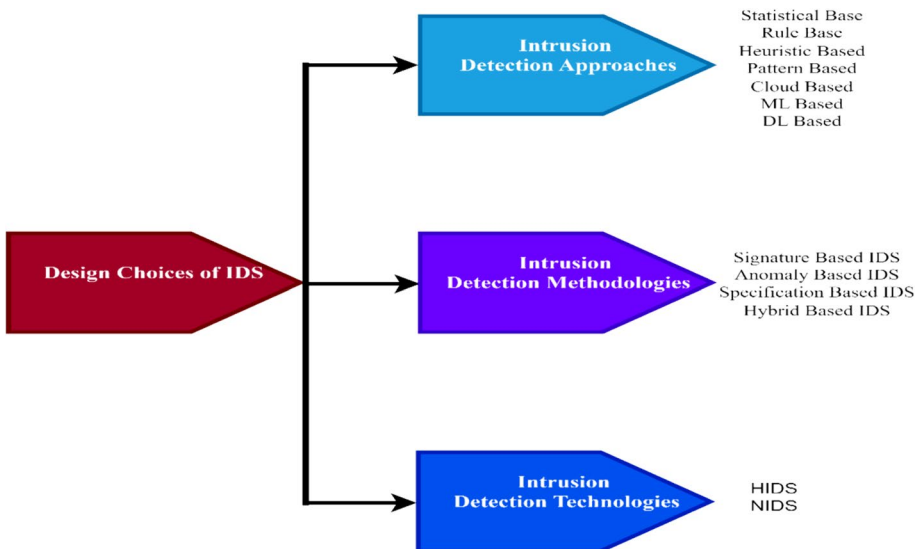 Design Choices of IDS
Intrusion
Detection Approaches
Statistical Base
Rule Base
Heuristic Based
Pattern Based
Cloud Based
ML Based
DL Based
Intrusion
Detection Methodologies
Signature Based IDS
Anomaly Based IDS
Specification Based IDS
Hybrid Based IDS
Intrusion
Detection Technologies
HIDS
NIDS